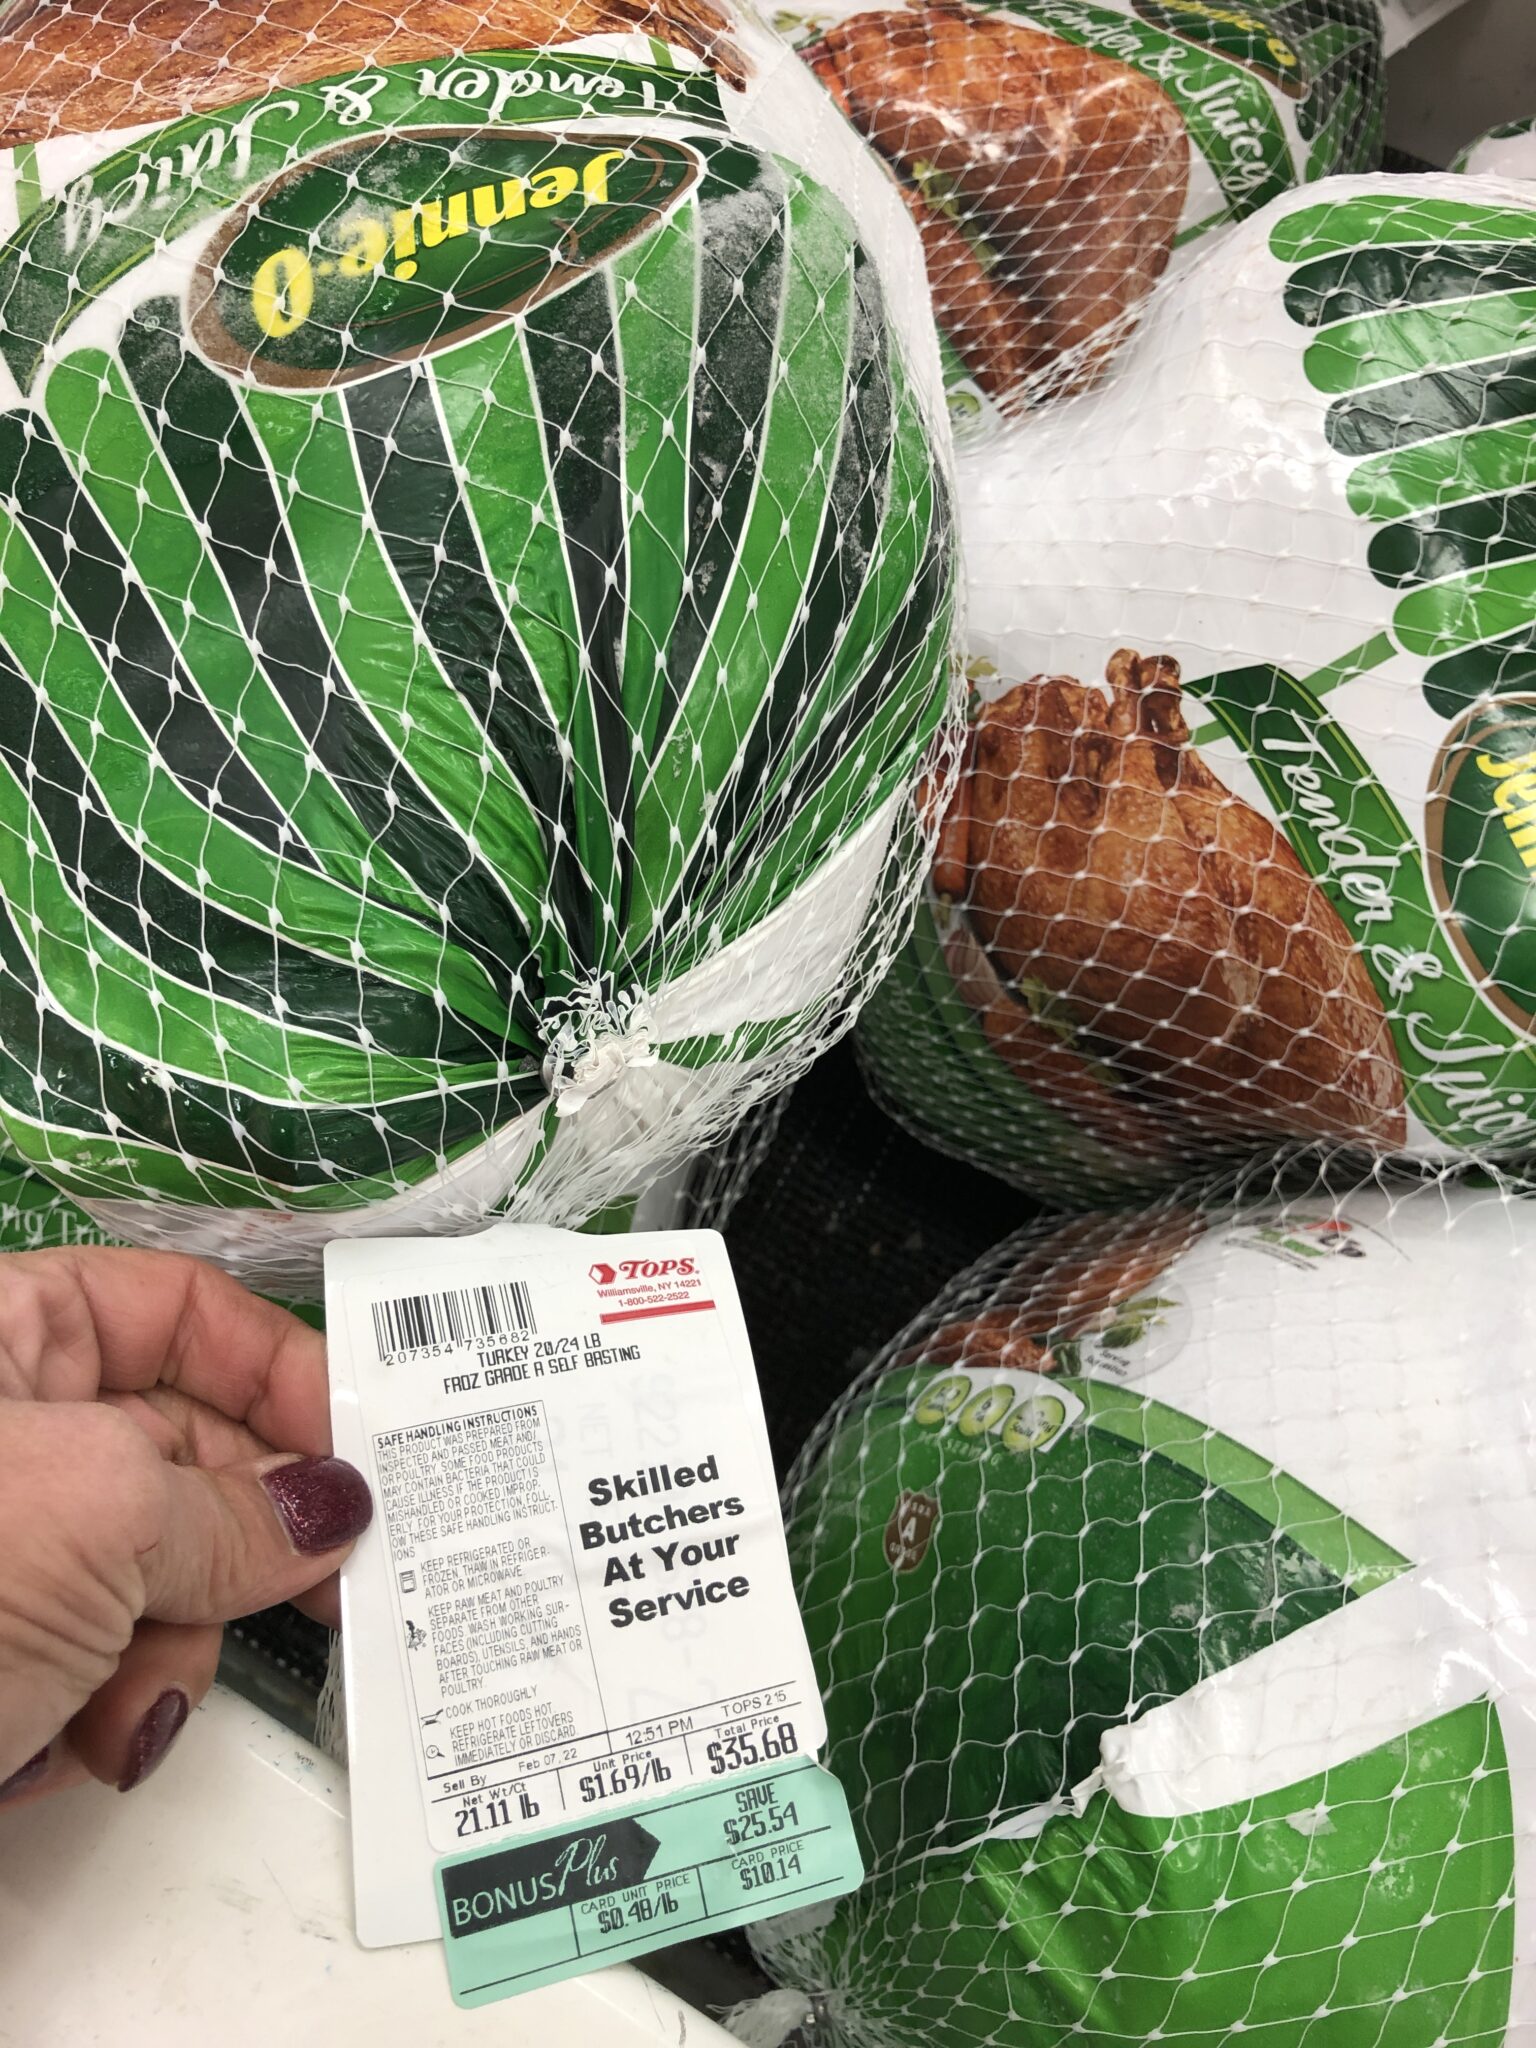 Tender & Juicy
Jennie-O
Tender & Juicy
Tender & Juicy
TOPS
Williamsville, NY 14221
1-800-522-2522
207354 735682
TURKEY 20/24 LB
FROZ GRADE A SELF BASTING
SAFE HANDLING INSTRUCTIONS
THIS PRODUCT WAS PREPARED FROM
INSPECTED AND PASSED MEAT AND/
OR POULTRY. SOME FOOD PRODUCTS
MAY CONTAIN BACTERIA THAT COULD
CAUSE ILLNESS IF THE PRODUCT IS
MISHANDLED OR COOKED IMPROP-
ERLY. FOR YOUR PROTECTION, FOLL-
OW THESE SAFE HANDLING INSTRUCT-
IONS
KEEP REFRIGERATED OR
FROZEN. THAW IN REFRIGER-
ATOR OR MICROWAVE
KEEP RAW MEAT AND POULTRY
SEPARATE FROM OTHER
FOODS. WASH WORKING SUR-
FACES (INCLUDING CUTTING
BOARDS), UTENSILS, AND HANDS
AFTER TOUCHING RAW MEAT OR
POULTRY.
COOK THOROUGHLY
KEEP HOT FOODS HOT.
REFRIGERATE LEFTOVERS
IMMEDIATELY OR DISCARD.
Skilled
Butchers
At Your
Service
Sell By Feb 07, 22 12:51 PM TOPS 215
Net Wt/Ct Unit Price Total Price
21.11 lb $1.69/lb $35.68
BONUS Plus
SAVE
$25.54
CARD UNIT PRICE
$0.48/lb
CARD PRICE
$10.14
USDA
A
GRADE